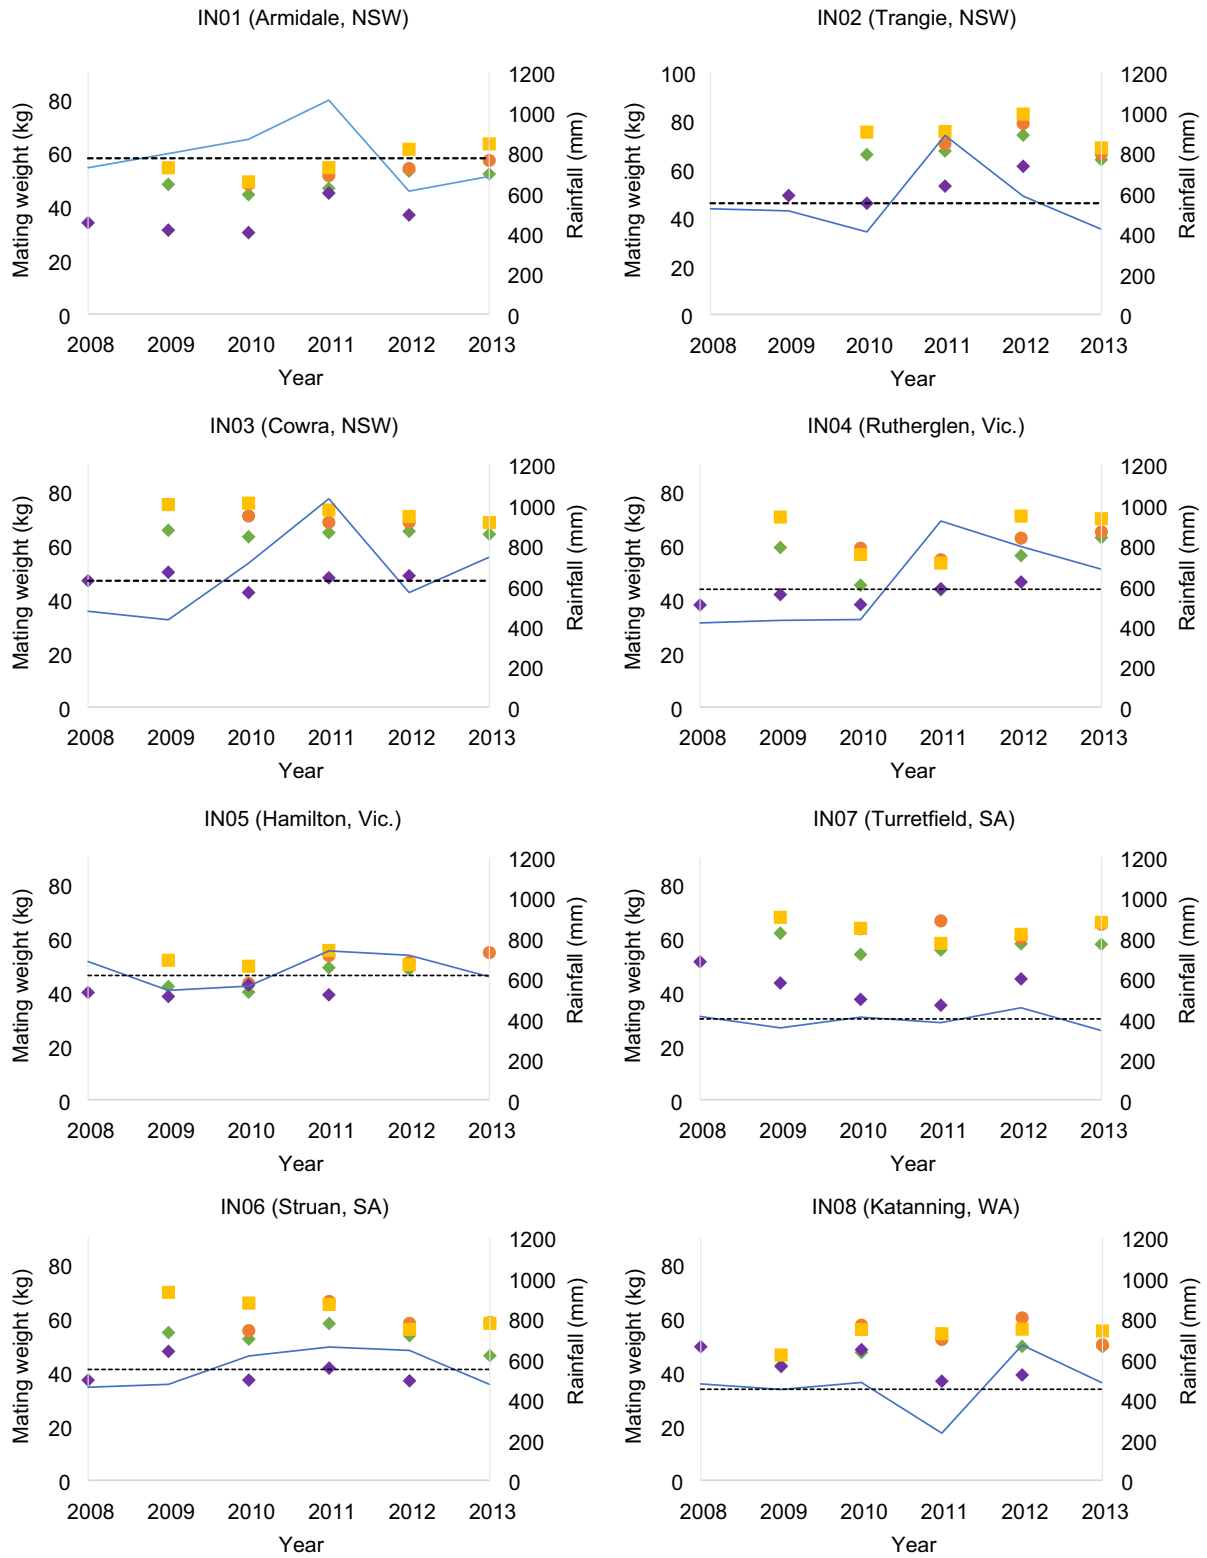 IN01 (Armidale, NSW)
Mating weight (kg)
80
60
40
20
0
1200
1000
800
600
400
200
0
Rainfall (mm)
2008 2009 2010 2011 2012 2013
Year
IN02 (Trangie, NSW)
Mating weight (kg)
100
80
60
40
20
0
1200
1000
800
600
400
200
0
Rainfall (mm)
2008 2009 2010 2011 2012 2013
Year
IN03 (Cowra, NSW)
Mating weight (kg)
80
60
40
20
0
1200
1000
800
600
400
200
0
Rainfall (mm)
2008 2009 2010 2011 2012 2013
Year
IN04 (Rutherglen, Vic.)
Mating weight (kg)
80
60
40
20
0
1200
1000
800
600
400
200
0
Rainfall (mm)
2008 2009 2010 2011 2012 2013
Year
IN05 (Hamilton, Vic.)
Mating weight (kg)
80
60
40
20
0
1200
1000
800
600
400
200
0
Rainfall (mm)
2008 2009 2010 2011 2012 2013
Year
IN07 (Turretfield, SA)
Mating weight (kg)
80
60
40
20
0
1200
1000
800
600
400
200
0
Rainfall (mm)
2008 2009 2010 2011 2012 2013
Year
IN06 (Struan, SA)
Mating weight (kg)
80
60
40
20
0
1200
1000
800
600
400
200
0
Rainfall (mm)
2008 2009 2010 2011 2012 2013
Year
IN08 (Katanning, WA)
Mating weight (kg)
80
60
40
20
0
1200
1000
800
600
400
200
0
Rainfall (mm)
2008 2009 2010 2011 2012 2013
Year